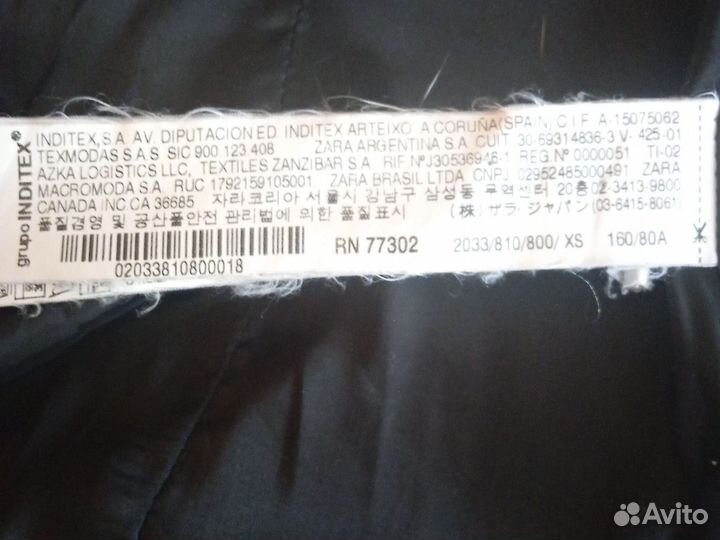 grupo INDITEX®
INDITEX, S.A. AV. DIPUTACION ED. INDITEX ARTEIXO. A CORUÑA (SPAIN) C.I.F. A-15075062
TEXMODAS S A S SIC 900 123 408 ZARA ARGENTINA S.A. CUIT 30-69314836-3 V- 425-01
AZKA LOGISTICS LLC, TEXTILES ZANZIBAR S.A. RIF. Nº J30536946-1 REG Nº 0000051 TI-02
MACROMODA S.A. RUC 1792159105001 ZARA BRASIL LTDA. CNPJ 02952485000491 ZARA
CANADA INC CA 36685 자라코리아 서울시 강남구 삼성동 무역센터 20층 02-3413-9800
품질경영 및 공산품안전 관리법에 의한 품질표시 (株) ザラ・ジャパン (03-6415-8061)
02033810800018
RN 77302
2033/810/800/ XS
160/80A
Avito